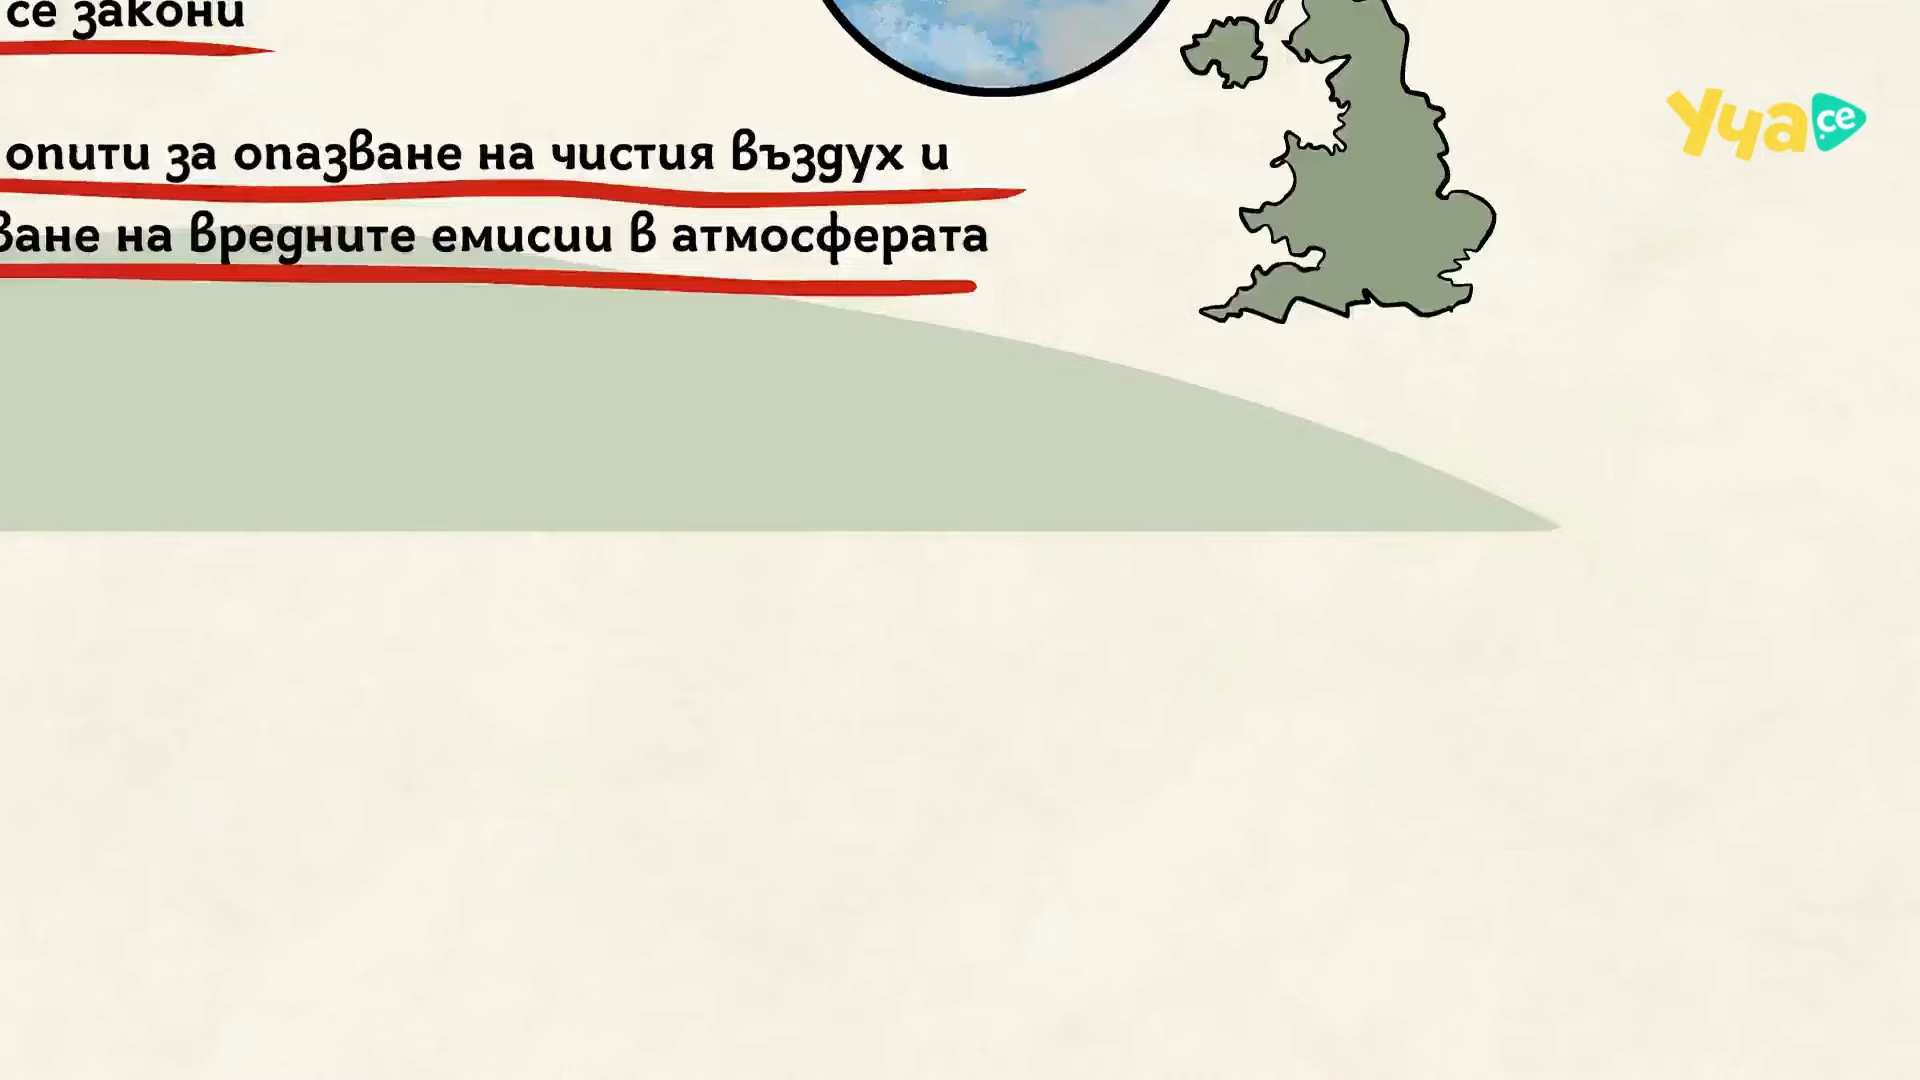 се закони
опити за опазване на чистия въздух и
ване на вредните емисии в атмосферата
Уча се